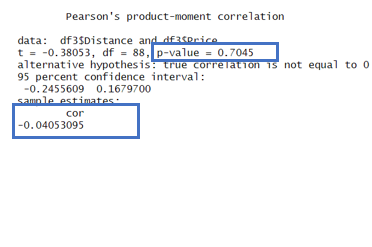 Pearson's product-moment correlation
data: df3$Distance and df3$Price
t = -0.38053, df = 88, p-value = 0.7045
alternative hypothesis: true correlation is not equal to 0
95 percent confidence interval:
-0.2455609 0.1679700
sample estimates:
cor
-0.04053095